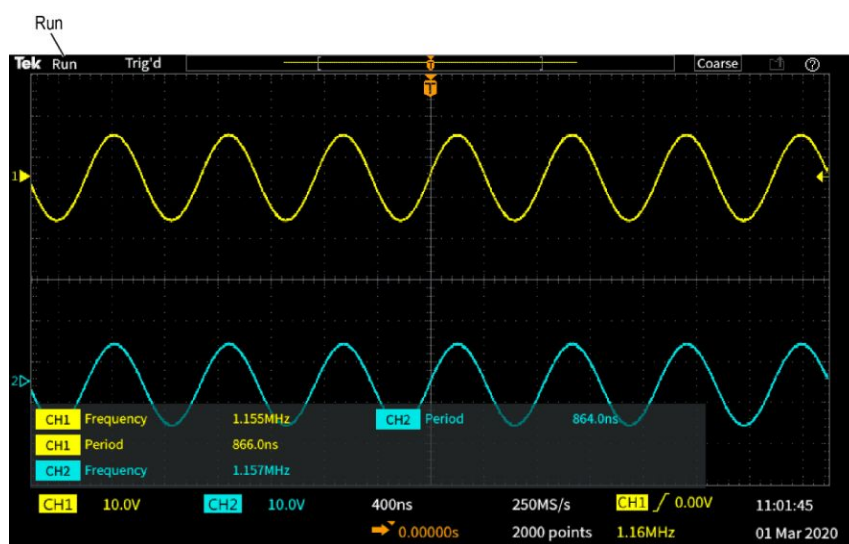 Run
Tek Run Trig'd T Coarse ?
T
1
2
CH1 Frequency 1.155MHz CH2 Period 864.0ns
CH1 Period 866.0ns
CH2 Frequency 1.157MHz
CH1 10.0V CH2 10.0V 400ns 250MS/s CH1 0.00V 11:01:45
0.00000s 2000 points 1.16MHz 01 Mar 2020